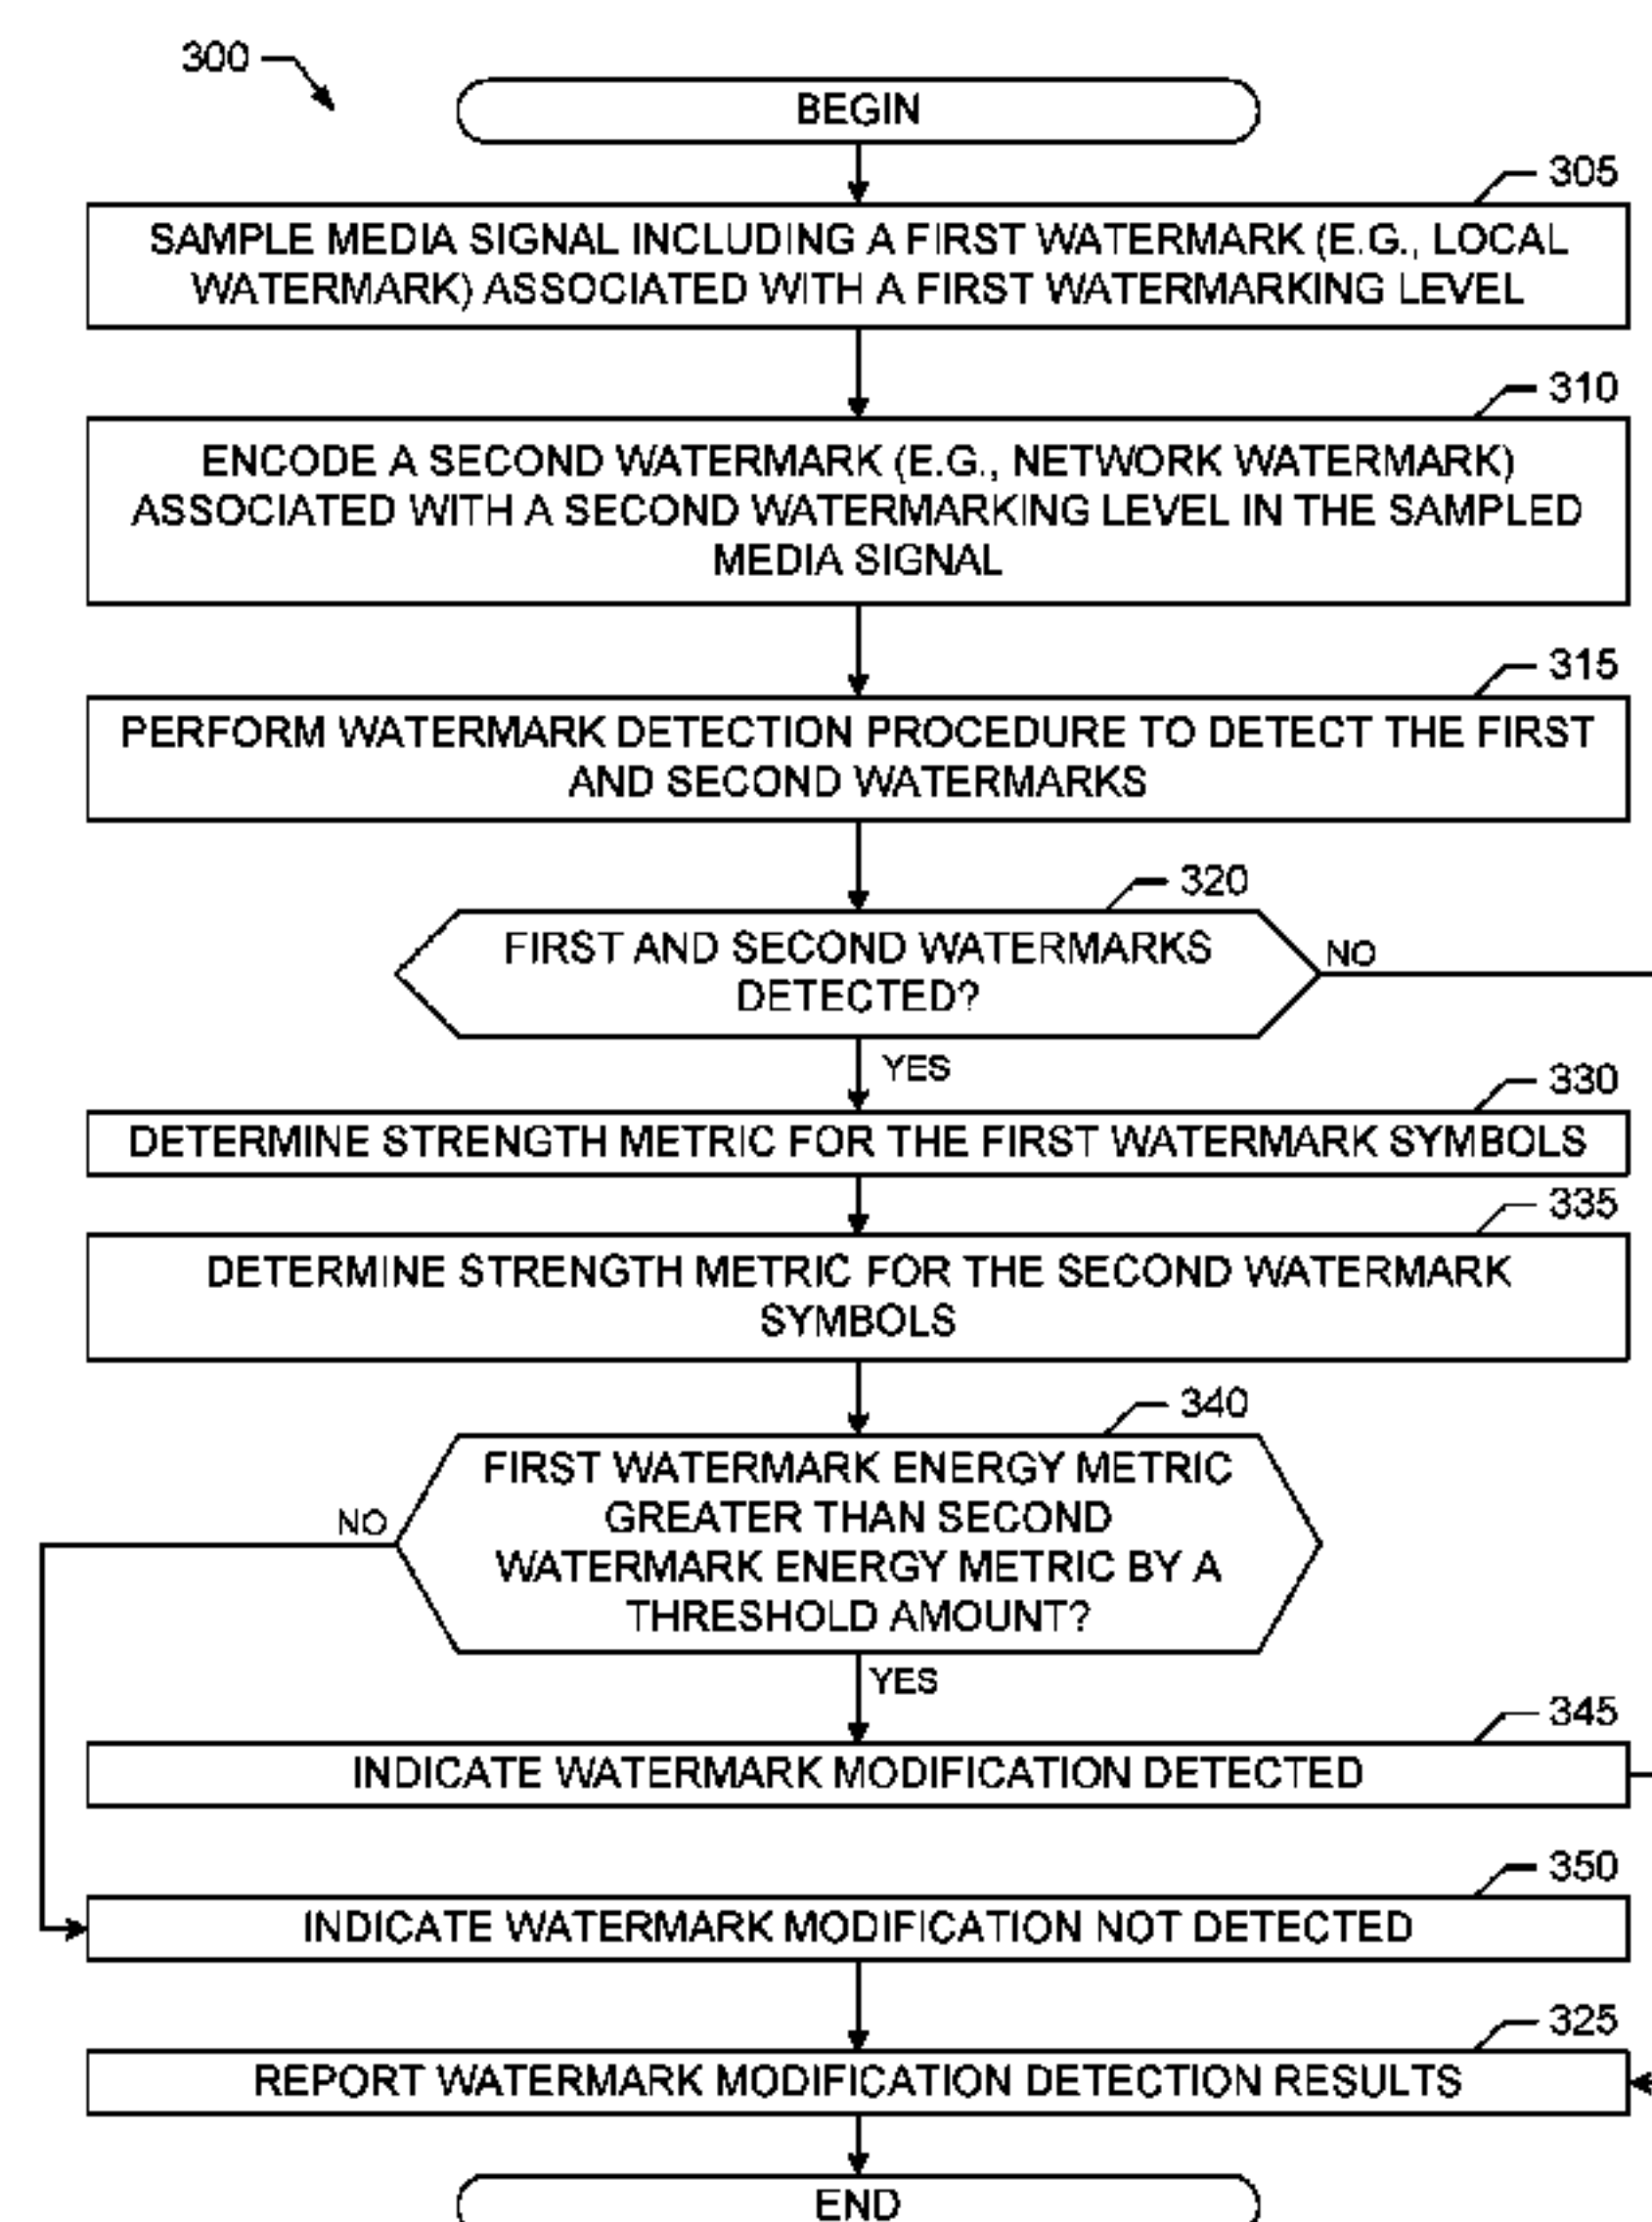 300
BEGIN
305
SAMPLE MEDIA SIGNAL INCLUDING A FIRST WATERMARK (E.G., LOCAL
WATERMARK) ASSOCIATED WITH A FIRST WATERMARKING LEVEL
310
ENCODE A SECOND WATERMARK (E.G., NETWORK WATERMARK)
ASSOCIATED WITH A SECOND WATERMARKING LEVEL IN THE SAMPLED
MEDIA SIGNAL
315
PERFORM WATERMARK DETECTION PROCEDURE TO DETECT THE FIRST
AND SECOND WATERMARKS
320
FIRST AND SECOND WATERMARKS
DETECTED?
NO
YES
330
DETERMINE STRENGTH METRIC FOR THE FIRST WATERMARK SYMBOLS
335
DETERMINE STRENGTH METRIC FOR THE SECOND WATERMARK
SYMBOLS
340
FIRST WATERMARK ENERGY METRIC
GREATER THAN SECOND
WATERMARK ENERGY METRIC BY A
THRESHOLD AMOUNT?
NO
YES
345
INDICATE WATERMARK MODIFICATION DETECTED
350
INDICATE WATERMARK MODIFICATION NOT DETECTED
325
REPORT WATERMARK MODIFICATION DETECTION RESULTS
END